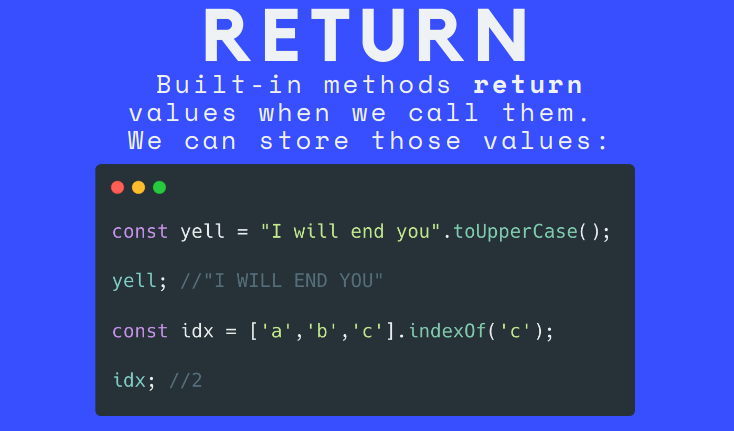 RETURN
Built-in methods return
values when we call them.
We can store those values:
const yell = "I will end you".toUpperCase();
yell; //"I WILL END YOU"
const idx = ['a','b','c'].indexOf('c');
idx; //2